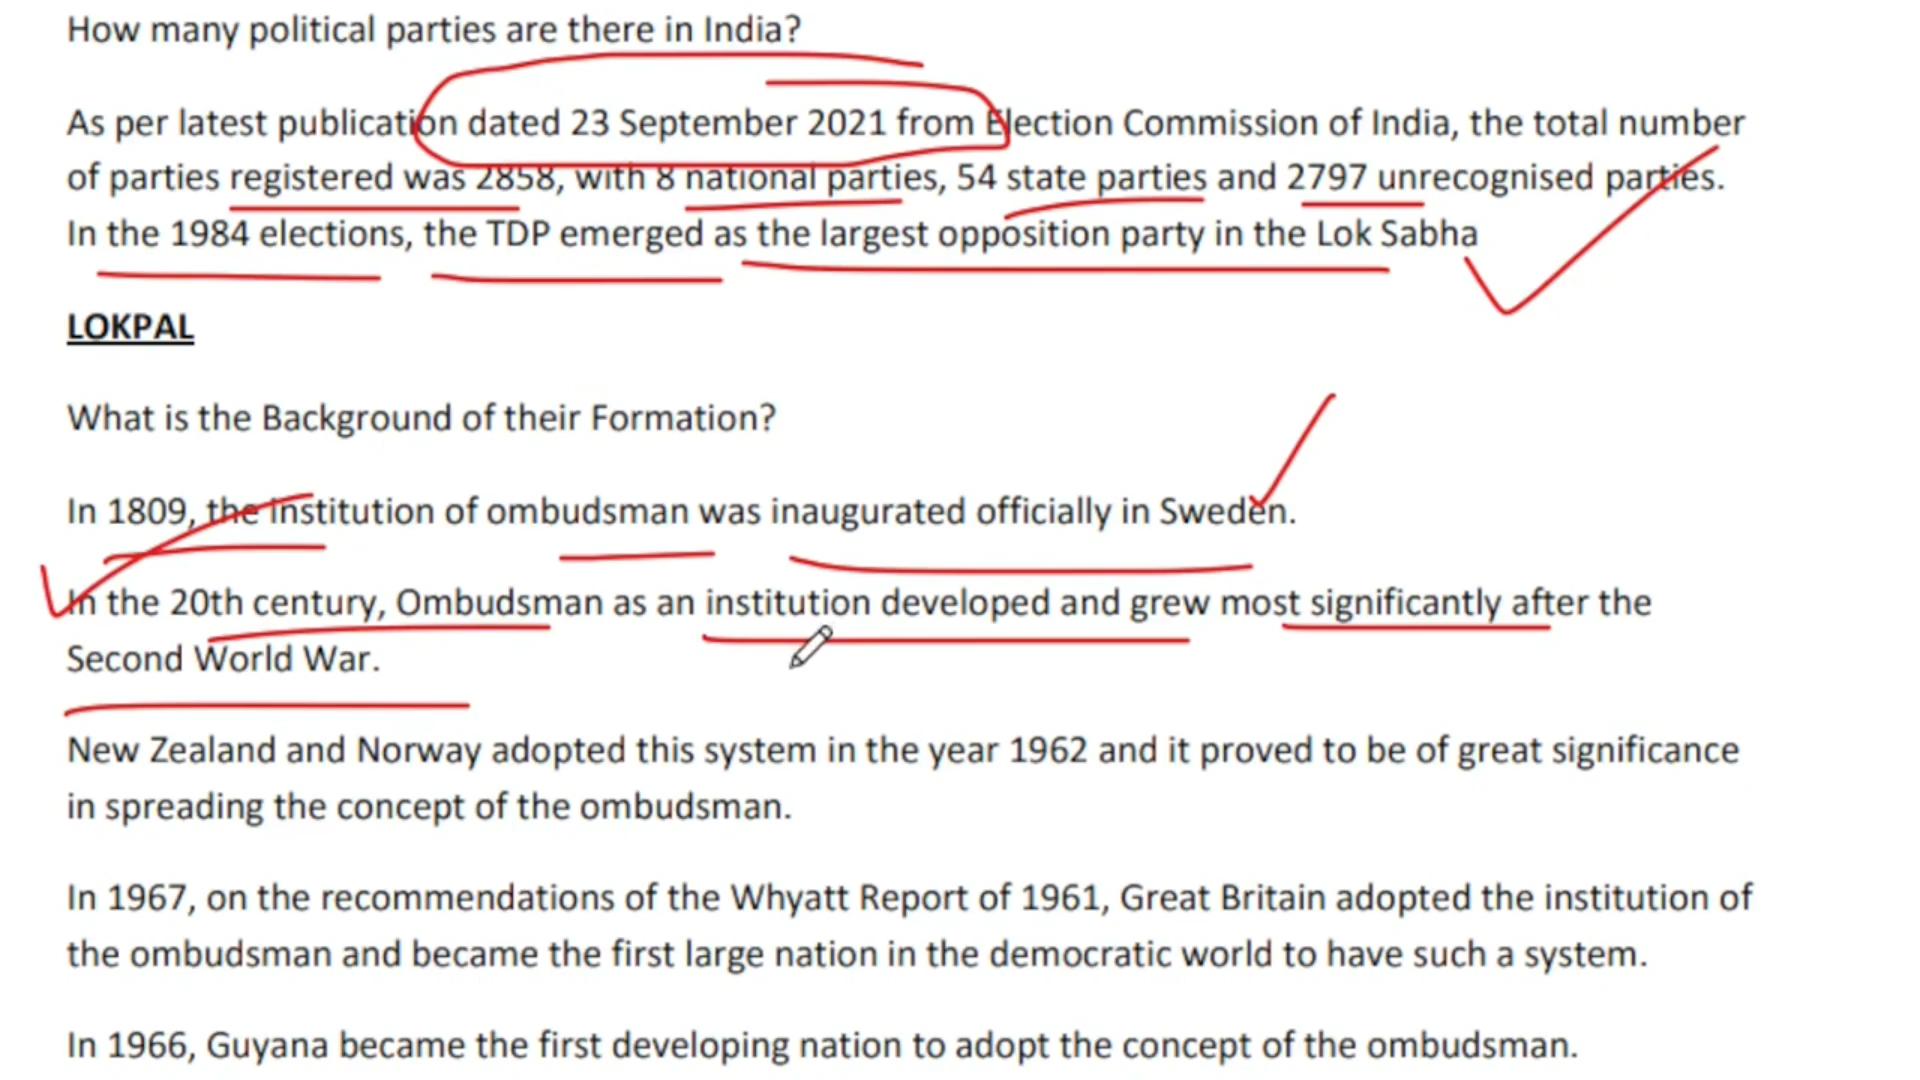 How many political parties are there in India?
As per latest publication dated 23 September 2021 from Election Commission of India, the total number
of parties registered was 2858, with 8 national parties, 54 state parties and 2797 unrecognised parties.
In the 1984 elections, the TDP emerged as the largest opposition party in the Lok Sabha
LOKPAL
What is the Background of their Formation?
In 1809, the institution of ombudsman was inaugurated officially in Sweden.
In the 20th century, Ombudsman as an institution developed and grew most significantly after the
Second World War.
New Zealand and Norway adopted this system in the year 1962 and it proved to be of great significance
in spreading the concept of the ombudsman.
In 1967, on the recommendations of the Whyatt Report of 1961, Great Britain adopted the institution of
the ombudsman and became the first large nation in the democratic world to have such a system.
In 1966, Guyana became the first developing nation to adopt the concept of the ombudsman.